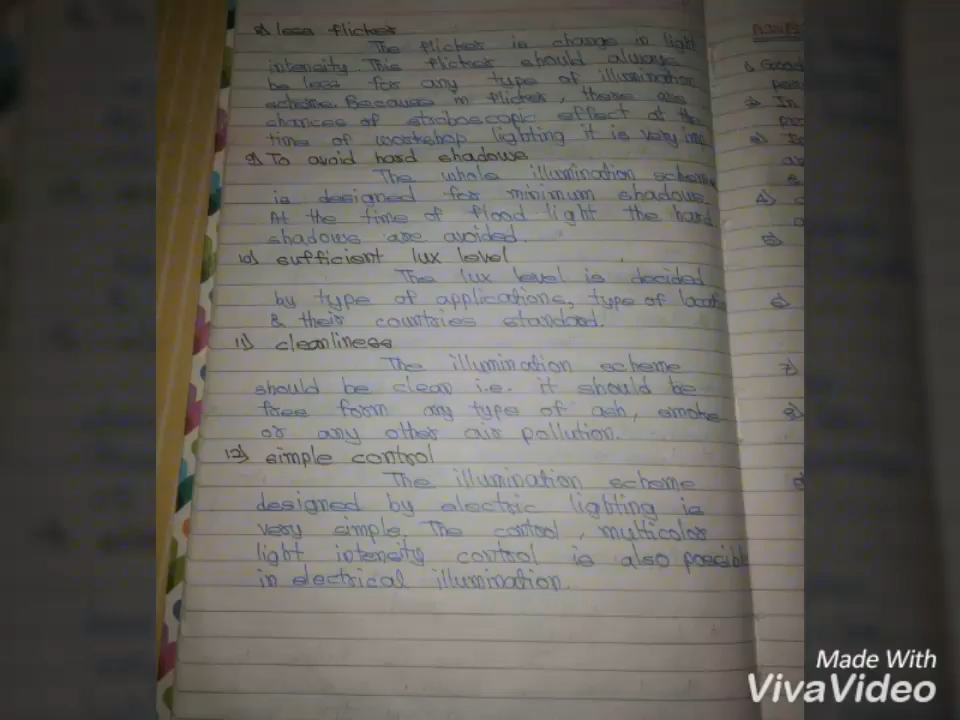 8) less flicker
The flicker is change in light
intensity. This flicker should always
be less for any type of illumination
scheme. Because in flicker, there are
chances of stroboscopic effect at the
time of workshop lighting it is very imp
9) To avoid hard shadows
The whole illumination scheme
is designed for minimum shadows.
At the time of flood light the hard
shadows are avoided.
10) sufficient lux level
The lux level is decided
by type of applications, type of locatio
& their countries standard.
11) cleanliness
The illumination scheme
should be clean i.e. it should be
free from any type of ash, smoke
or any other air pollution.
12) simple control
The illumination scheme
designed by electric lighting is
very simple. The control, multicolor
light intensity control is also possible
in electrical illumination.
Good
In
7)
Made With
VivaVideo